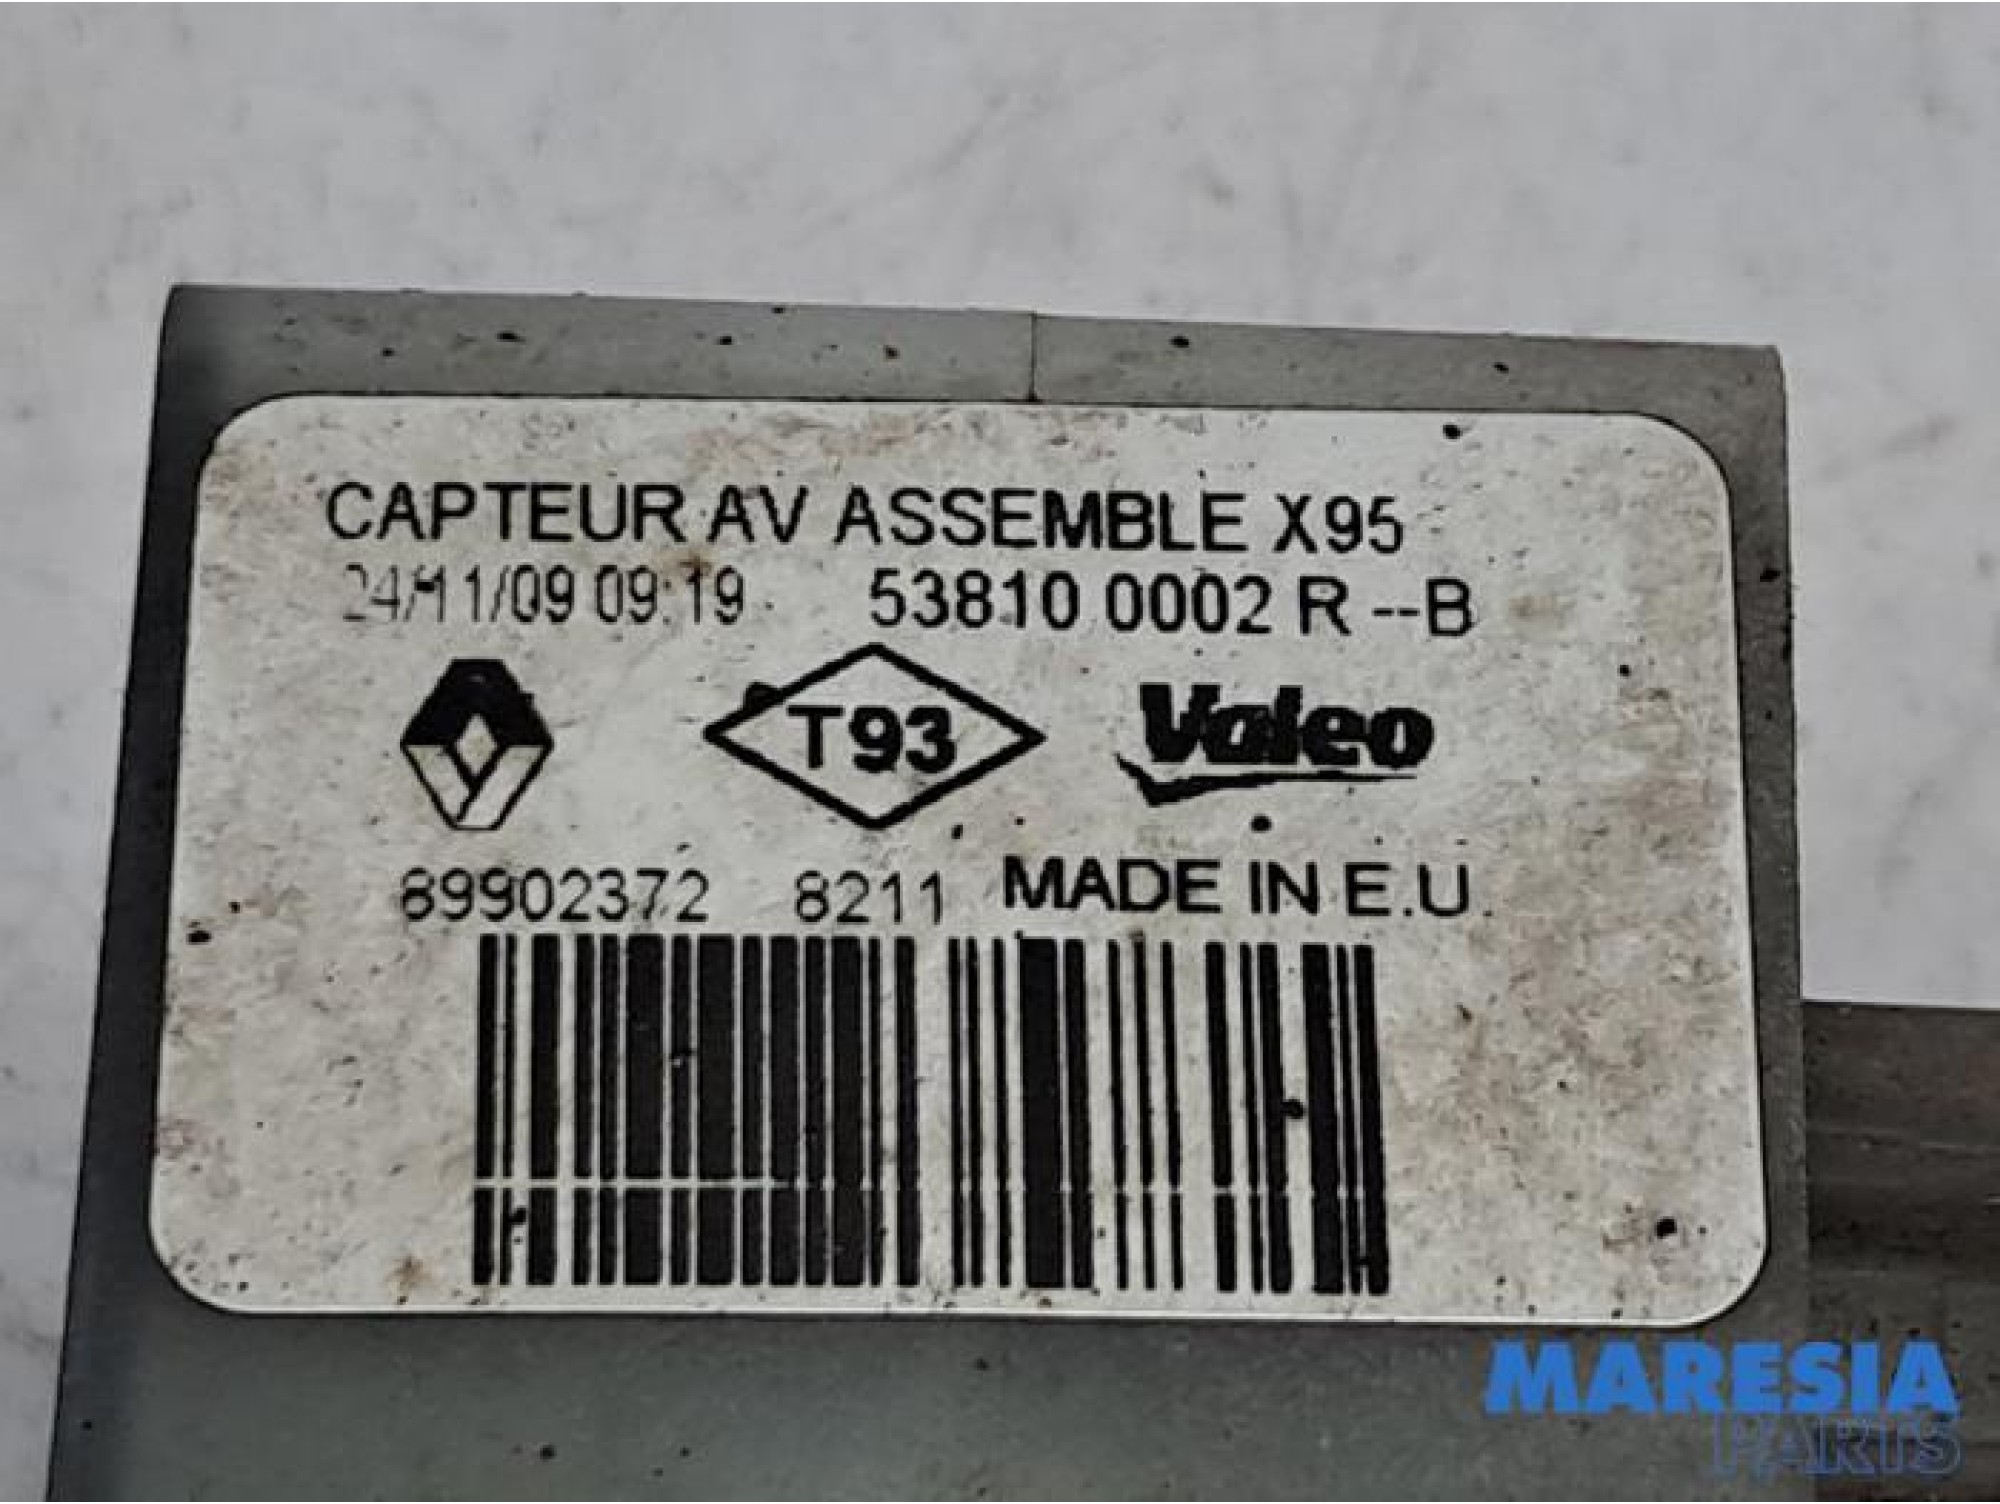 CAPTEUR AV ASSEMBLE X95
24/11/09 09:19 53810 0002 R --B
T93 Valeo
89902372 8211 MADE IN E.U.
MARESIA
PARTS